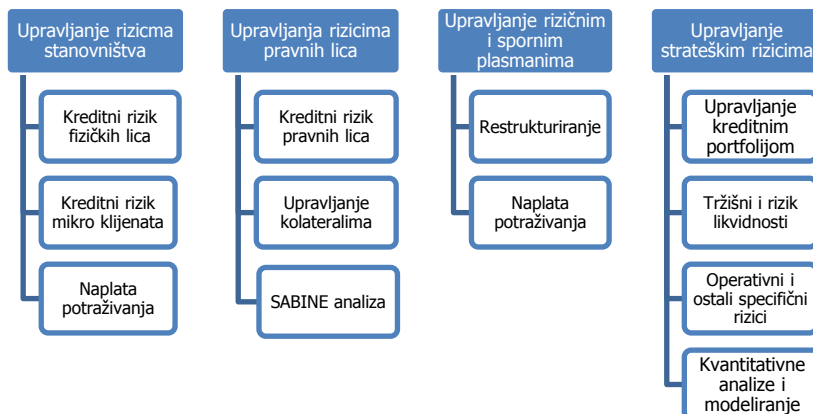 Upravljanje rizicma
stanovništva
Kreditni rizik
fizičkih lica
Kreditni rizik
mikro klijenata
Naplata
potraživanja
Upravljanja rizicima
pravnih lica
Kreditni rizik
pravnih lica
Upravljanje
kolateralima
SABINE analiza
Upravljanje rizičnim
i spornim
plasmanima
Restrukturiranje
Naplata
potraživanja
Upravljanje
strateškim rizicima
Upravljanje
kreditnim
portfolijom
Tržišni i rizik
likvidnosti
Operativni i
ostali specifični
rizici
Kvantitativne
analize i
modeliranje